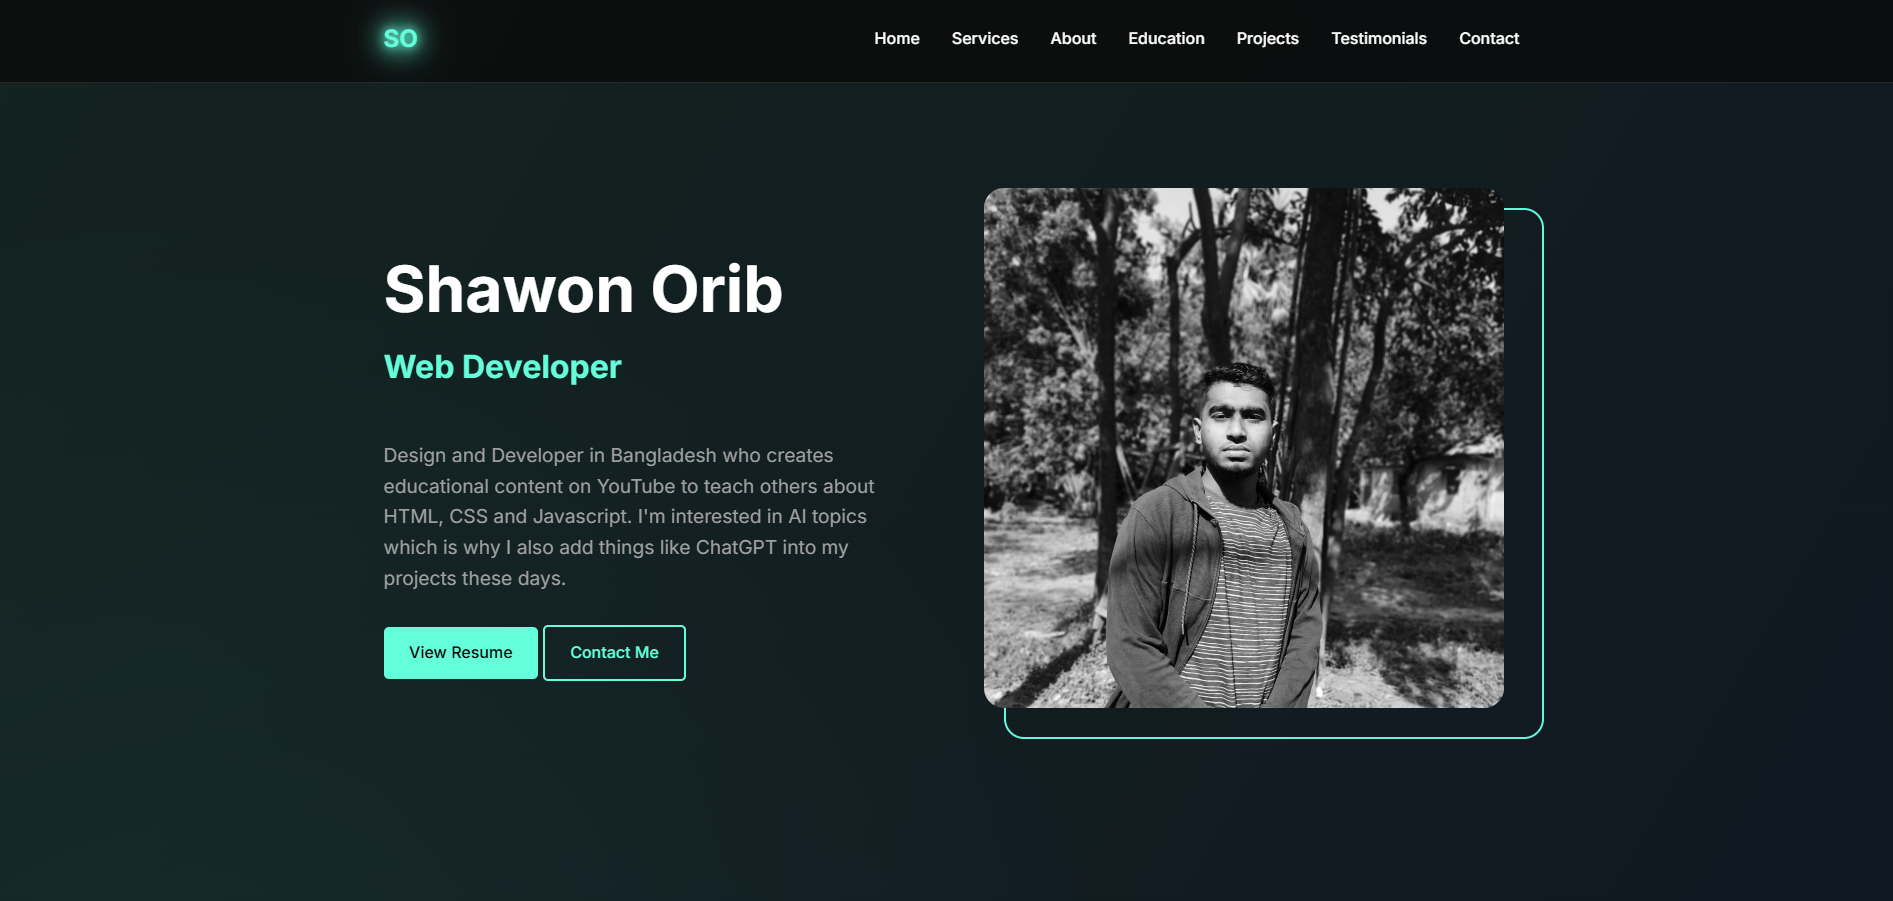 SO
Home Services About Education Projects Testimonials Contact
Shawon Orib
Web Developer
Design and Developer in Bangladesh who creates
educational content on YouTube to teach others about
HTML, CSS and Javascript. I'm interested in AI topics
which is why I also add things like ChatGPT into my
projects these days.
View Resume Contact Me